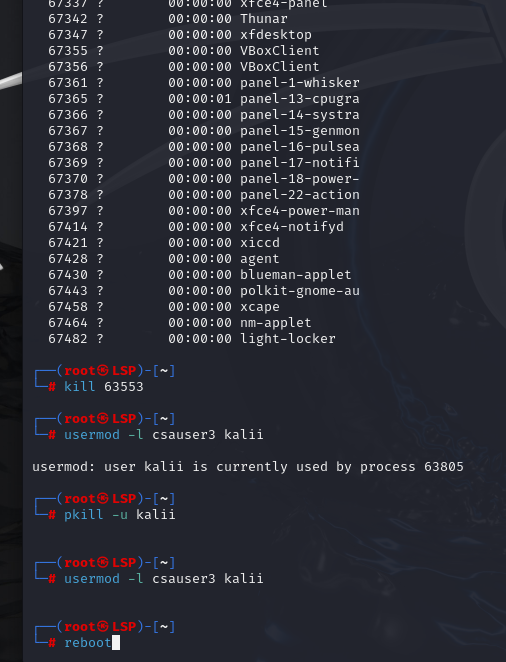 67337 ? 00:00:00 xfce4-panel
67342 ? 00:00:00 Thunar
67347 ? 00:00:00 xfdesktop
67355 ? 00:00:00 VBoxClient
67356 ? 00:00:00 VBoxClient
67361 ? 00:00:00 panel-1-whisker
67365 ? 00:00:01 panel-13-cpugra
67366 ? 00:00:00 panel-14-systra
67367 ? 00:00:00 panel-15-genmon
67368 ? 00:00:00 panel-16-pulsea
67369 ? 00:00:00 panel-17-notifi
67370 ? 00:00:00 panel-18-power-
67378 ? 00:00:00 panel-22-action
67397 ? 00:00:00 xfce4-power-man
67414 ? 00:00:00 xfce4-notifyd
67421 ? 00:00:00 xiccd
67428 ? 00:00:00 agent
67430 ? 00:00:00 blueman-applet
67443 ? 00:00:00 polkit-gnome-au
67458 ? 00:00:00 xcape
67464 ? 00:00:00 nm-applet
67482 ? 00:00:00 light-locker
┌──(root㉿LSP)-[~]
└─# kill 63553
┌──(root㉿LSP)-[~]
└─# usermod -l csauser3 kalii
usermod: user kalii is currently used by process 63805
┌──(root㉿LSP)-[~]
└─# pkill -u kalii
┌──(root㉿LSP)-[~]
└─# usermod -l csauser3 kalii
┌──(root㉿LSP)-[~]
└─# reboot